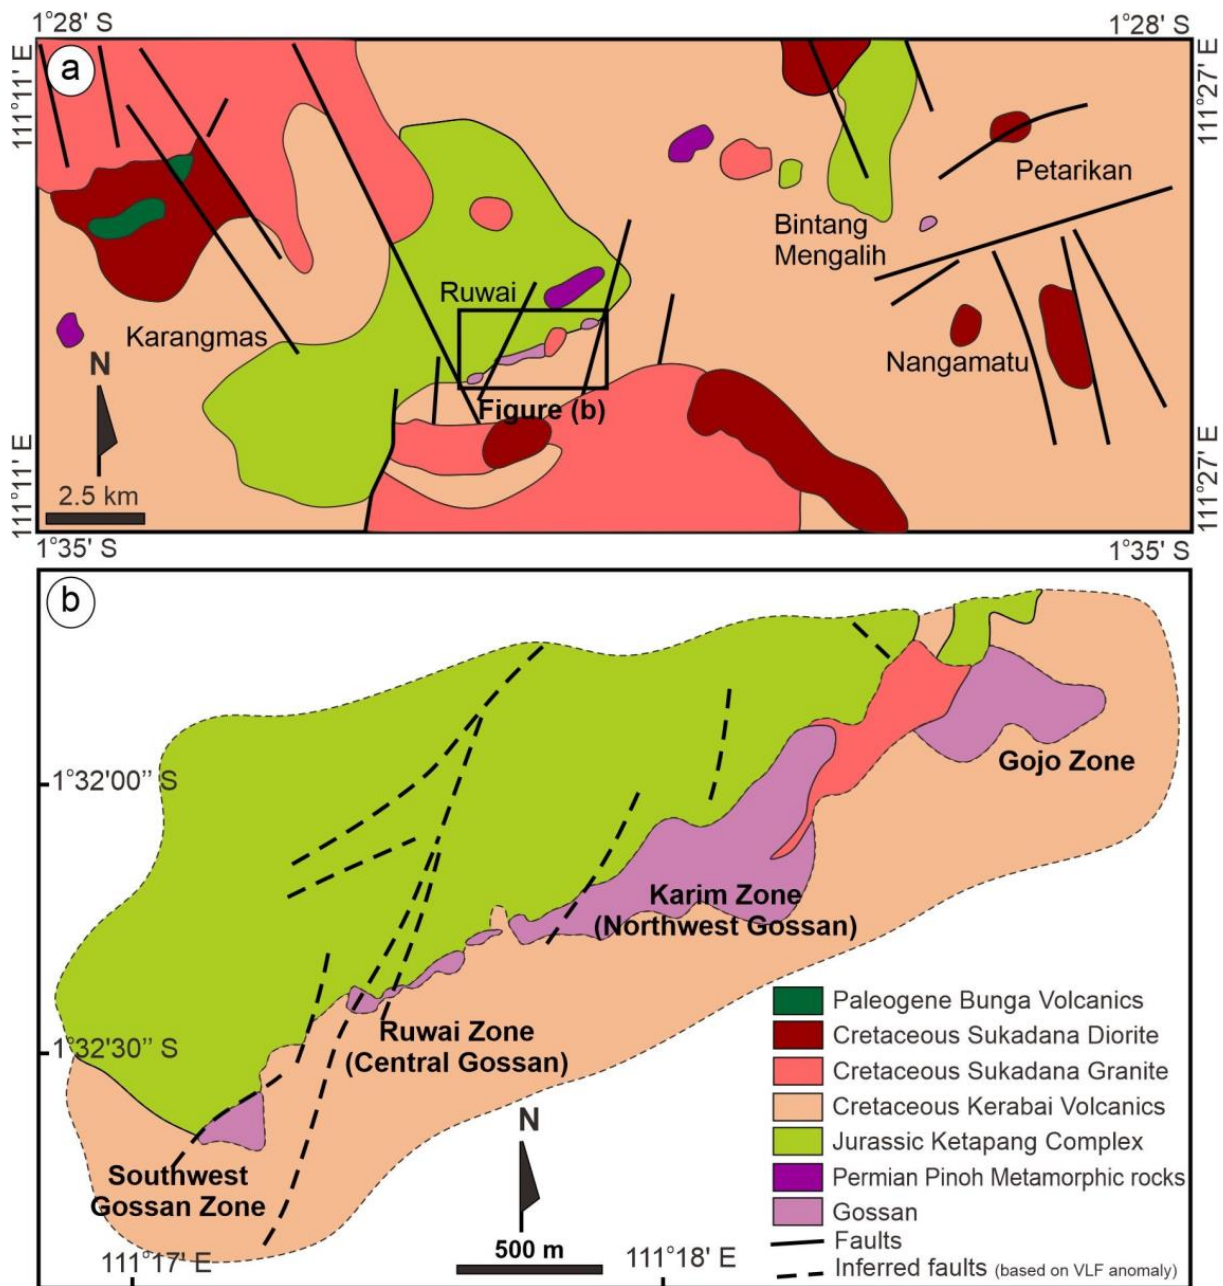 1°28' S
1°28' S
a
111°11' E
111°27' E
Petarikan
Bintang
Mengalih
Ruwai
Karangmas
Nangamatu
N
Figure (b)
2.5 km
111°11' E
111°27' E
1°35' S
1°35' S
b
1°32'00’’ S
Gojo Zone
Karim Zone
(Northwest Gossan)
Ruwai Zone
(Central Gossan)
1°32'30’’ S
Southwest
Gossan Zone
N
500 m
111°17' E
111°18' E
Paleogene Bunga Volcanics
Cretaceous Sukadana Diorite
Cretaceous Sukadana Granite
Cretaceous Kerabai Volcanics
Jurassic Ketapang Complex
Permian Pinoh Metamorphic rocks
Gossan
Faults
Inferred faults (based on VLF anomaly)